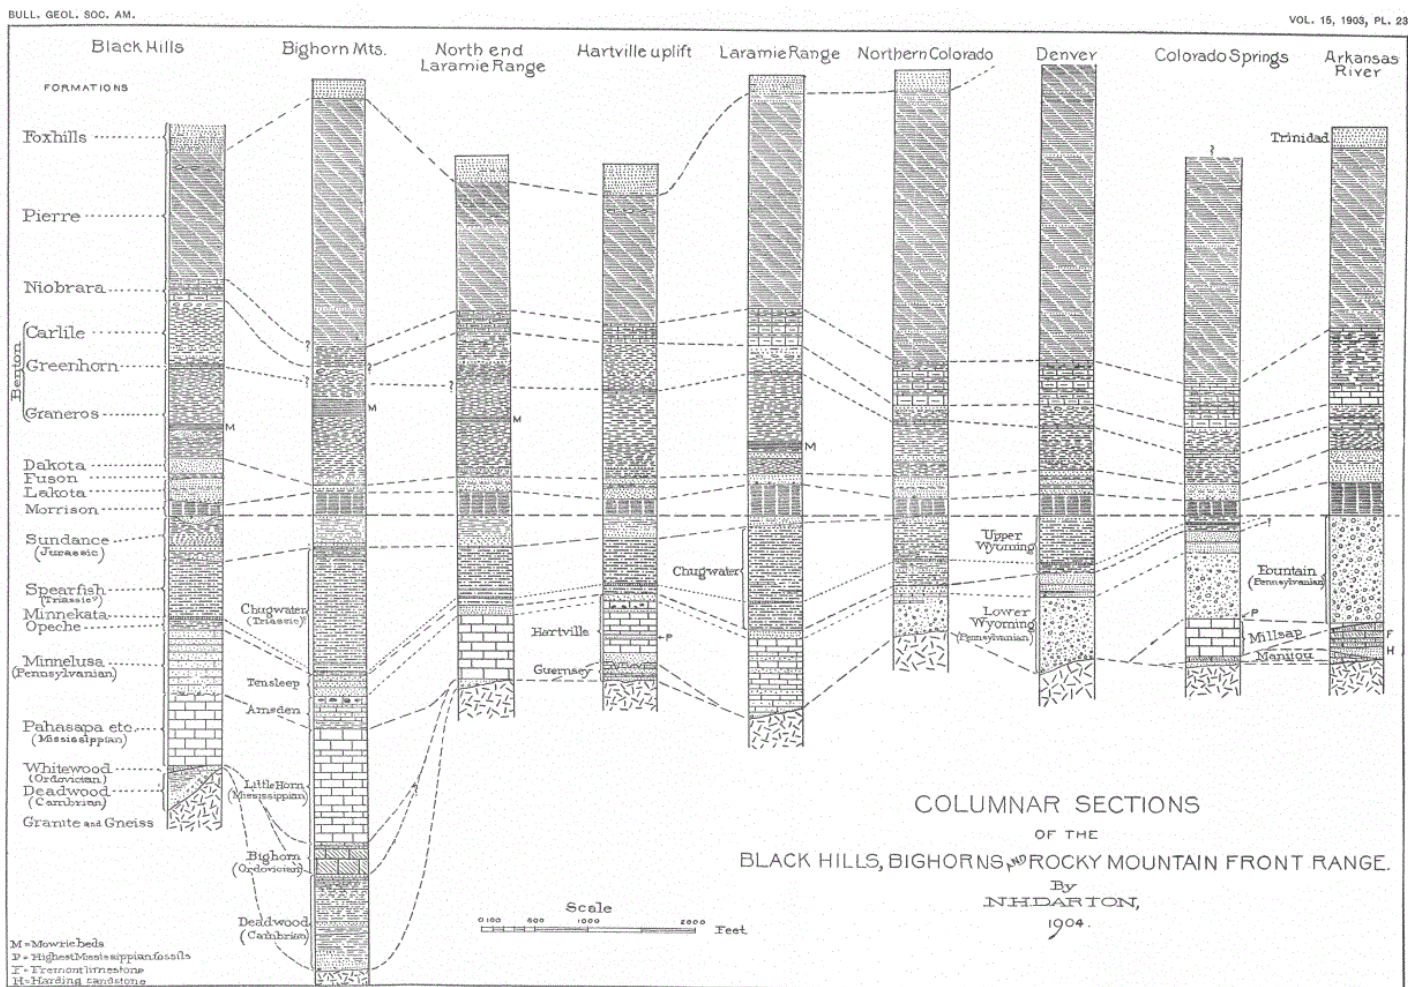 BULL. GEOL. SOC. AM.
VOL. 15, 1903, PL. 23
Black Hills
Bighorn Mts.
North end
Laramie Range
Hartville uplift
Laramie Range
Northern Colorado
Denver
Colorado Springs
Arkansas
River
FORMATIONS
Foxhills
Pierre
Niobrara
Benton
Carlile
Greenhorn
Graneros
Dakota
Fuson
Lakota
Morrison
Sundance
(Jurassic)
Spearfish
(Triassic?)
Minnekata
Opeche
Minnelusa
(Pennsylvanian)
Pahasapa etc.
(Mississippian)
Whitewood
(Ordovician)
Deadwood
(Cambrian)
Granite and Gneiss
M
?
?
?
M
Chugwater
(Triassic)
Tensleep
Amsden
Little Horn
(Mississippian)
Bighorn
(Ordovician)
Deadwood
(Cambrian)
?
M
Hartville
P
Guernsey
M
Chugwater
Upper
Wyoming
Lower
Wyoming
(Pennsylvanian)
?
?
P
Millsap
Manitou
Trinidad
Fountain
(Pennsylvanian)
F
H
COLUMNAR SECTIONS
OF THE
BLACK HILLS, BIGHORNS, AND ROCKY MOUNTAIN FRONT RANGE.
By
N.H.DARTON,
1904.
Scale
0 100 500 1000 2000
Feet
M = Mowrie beds
P = Highest Mississippian fossils
F = Fremont limestone
H = Harding sandstone